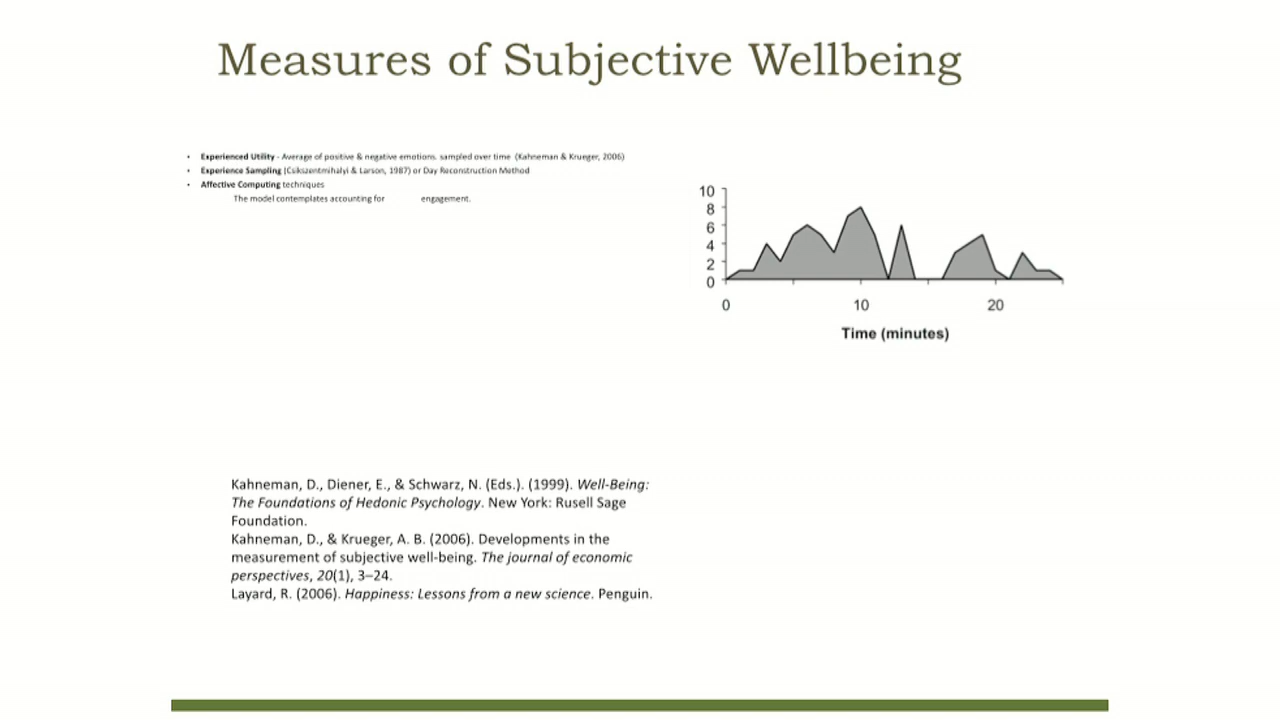 Measures of Subjective Wellbeing
• Experienced Utility - Average of positive & negative emotions, sampled over time (Kahneman & Krueger, 2006)
• Experience Sampling (Csikszentmihalyi & Larson, 1987) or Day Reconstruction Method
• Affective Computing techniques
The model contemplates accounting for engagement.
10
8
6
4
2
0
0 10 20
Time (minutes)
Kahneman, D., Diener, E., & Schwarz, N. (Eds.). (1999). Well-Being:
The Foundations of Hedonic Psychology. New York: Rusell Sage
Foundation.
Kahneman, D., & Krueger, A. B. (2006). Developments in the
measurement of subjective well-being. The journal of economic
perspectives, 20(1), 3–24.
Layard, R. (2006). Happiness: Lessons from a new science. Penguin.